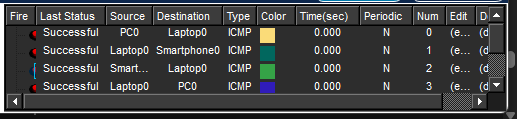 Fire Last Status Source Destination Type Color Time(sec) Periodic Num Edit D
Successful PC0 Laptop0 ICMP 0.000 N 0 (e... (d
Successful Laptop0 Smartphone0 ICMP 0.000 N 1 (e... (d
Successful Smart... Laptop0 ICMP 0.000 N 2 (e... (d
Successful Laptop0 PC0 ICMP 0.000 N 3 (e... (d